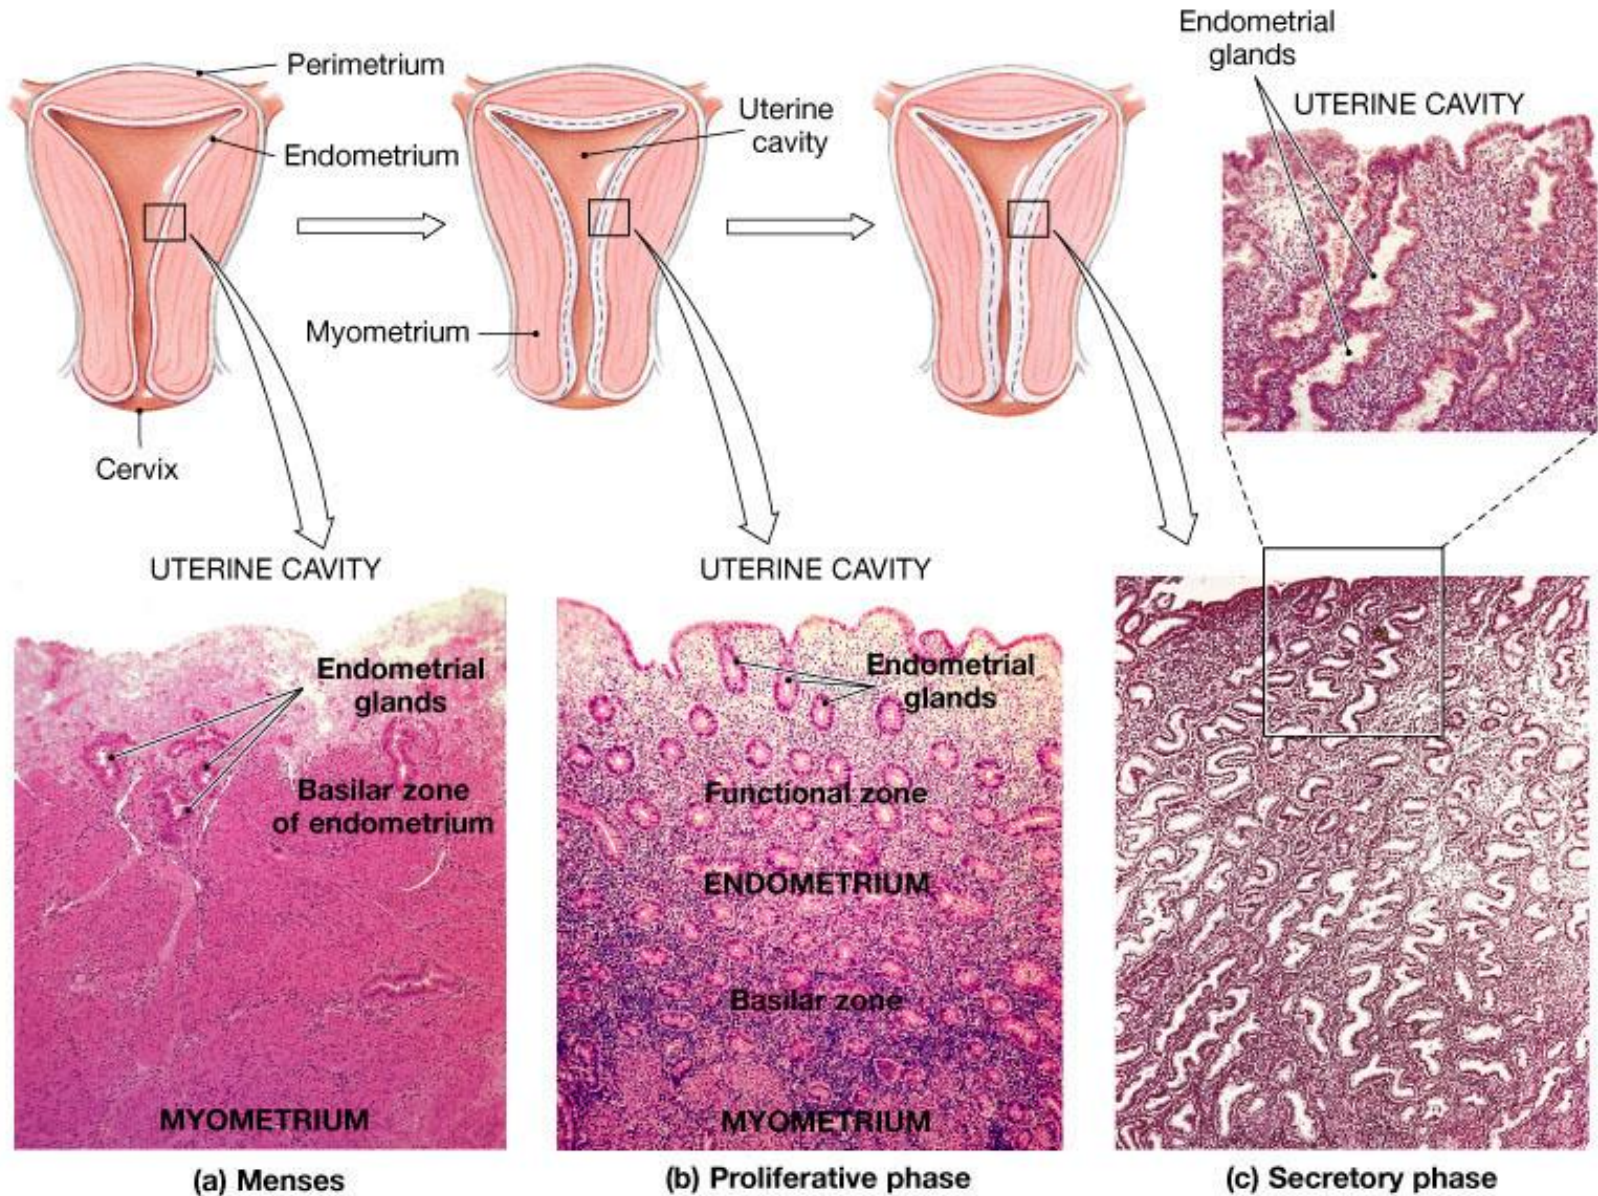 Perimetrium
Endometrium
Cervix
Uterine
cavity
Myometrium
Endometrial
glands
UTERINE CAVITY
UTERINE CAVITY
Endometrial
glands
Basilar zone
of endometrium
MYOMETRIUM
(a) Menses
UTERINE CAVITY
Endometrial
glands
Functional zone
ENDOMETRIUM
Basilar zone
MYOMETRIUM
(b) Proliferative phase
(c) Secretory phase